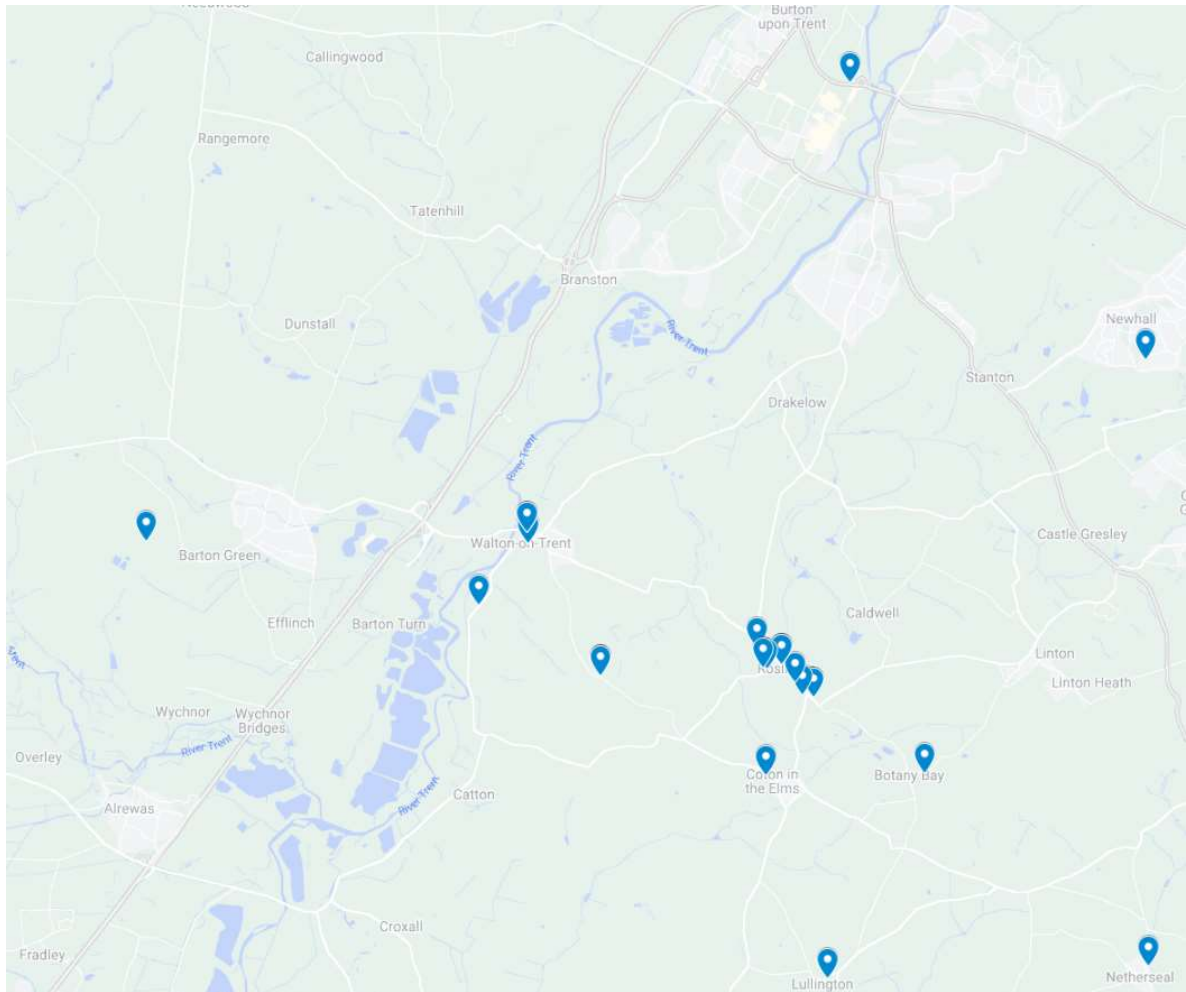 Needwood
Burton
upon Trent
Callingwood
Rangemore
Tatenhill
Branston
Dunstall
River Trent
Newhall
Stanton
Drakelow
River Trent
Walton-on Trent
Castle Gresley
Barton Green
Efflinch
Barton Turn
Caldwell
Linton
Linton Heath
Wychnor
Wychnor
Bridges
River Trent
Overley
Coton in
the Elms
Botany Bay
Catton
River Trent
Alrewas
Croxall
Fradley
Lullington
Netherseal